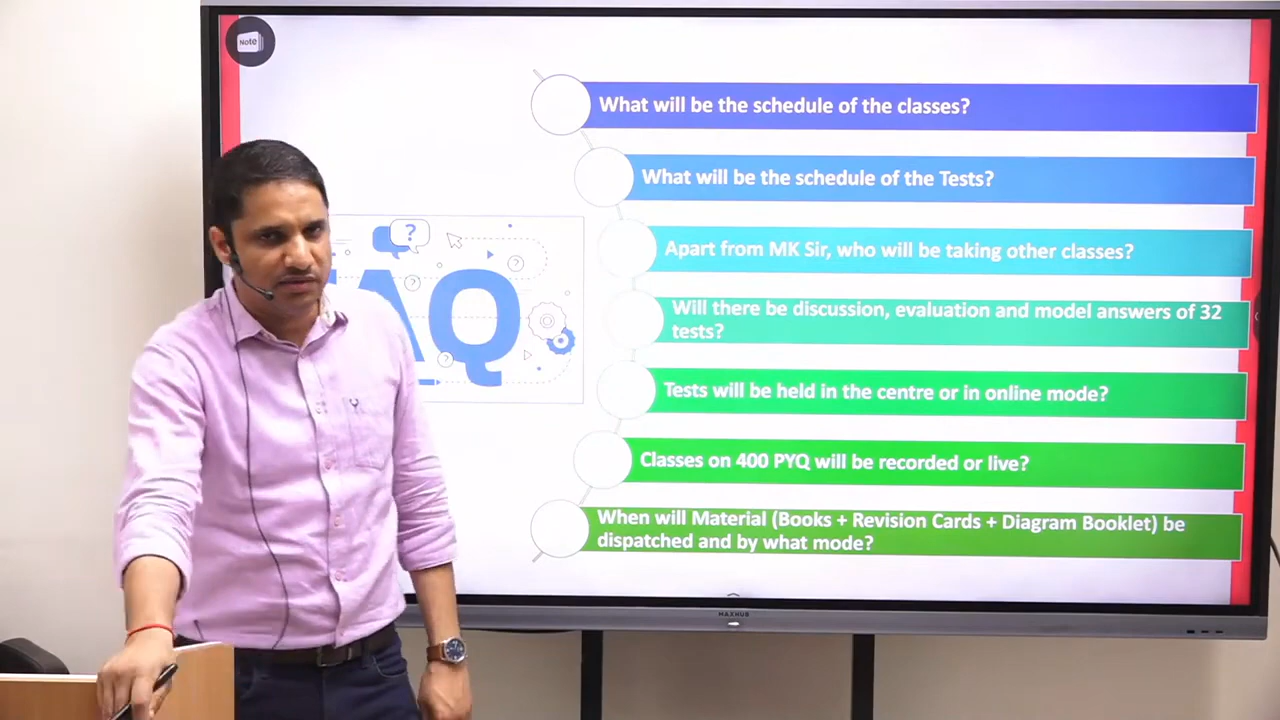 Note
What will be the schedule of the classes?
What will be the schedule of the Tests?
?
Apart from MK Sir, who will be taking other classes?
AQ
Will there be discussion, evaluation and model answers of 32
tests?
Tests will be held in the centre or in online mode?
Classes on 400 PYQ will be recorded or live?
When will Material (Books + Revision Cards + Diagram Booklet) be
dispatched and by what mode?
MAXHUB